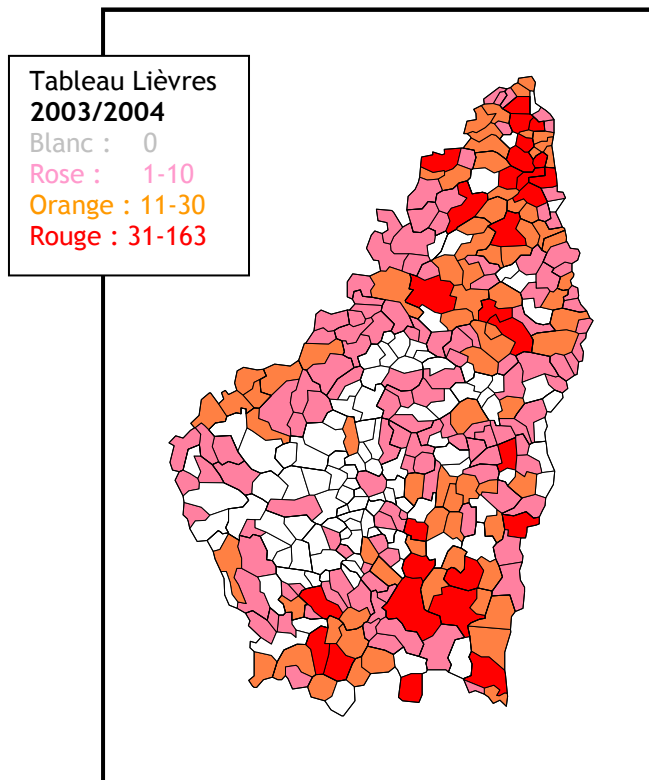 Tableau Lièvres
2003/2004
Blanc : 0
Rose : 1-10
Orange : 11-30
Rouge : 31-163